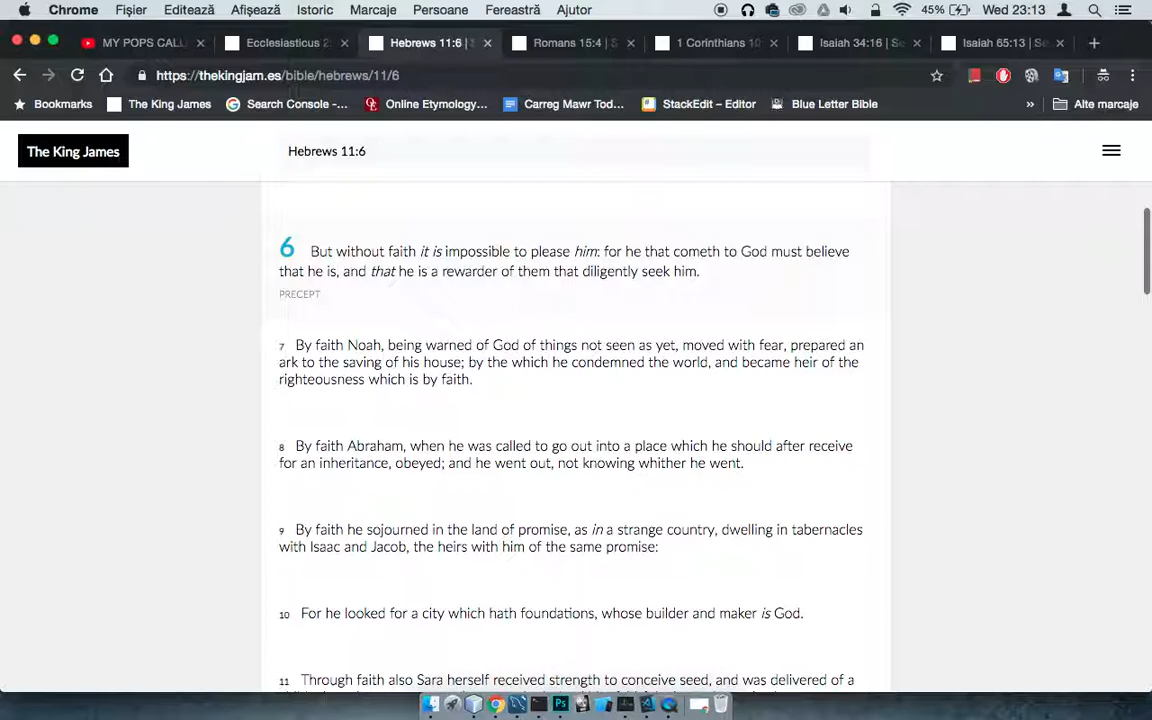 Chrome Fișier Editează Afișează Istoric Marcaje Persoane Fereastră Ajutor 45% Wed 23:13
MY POPS CALL Ecclesiasticus 2 Hebrews 11:6 | Romans 15:4 | S 1 Corinthians 10 Isaiah 34:16 | Se Isaiah 65:13 | Se
https://thekingjam.es/bible/hebrews/11/6
Bookmarks The King James Search Console -... Online Etymology... Carreg Mawr Tod... StackEdit – Editor Blue Letter Bible » Alte marcaje
The King James Hebrews 11:6
6 But without faith it is impossible to please him: for he that cometh to God must believe
that he is, and that he is a rewarder of them that diligently seek him.
PRECEPT
7 By faith Noah, being warned of God of things not seen as yet, moved with fear, prepared an
ark to the saving of his house; by the which he condemned the world, and became heir of the
righteousness which is by faith.
8 By faith Abraham, when he was called to go out into a place which he should after receive
for an inheritance, obeyed; and he went out, not knowing whither he went.
9 By faith he sojourned in the land of promise, as in a strange country, dwelling in tabernacles
with Isaac and Jacob, the heirs with him of the same promise:
10 For he looked for a city which hath foundations, whose builder and maker is God.
11 Through faith also Sara herself received strength to conceive seed, and was delivered of a